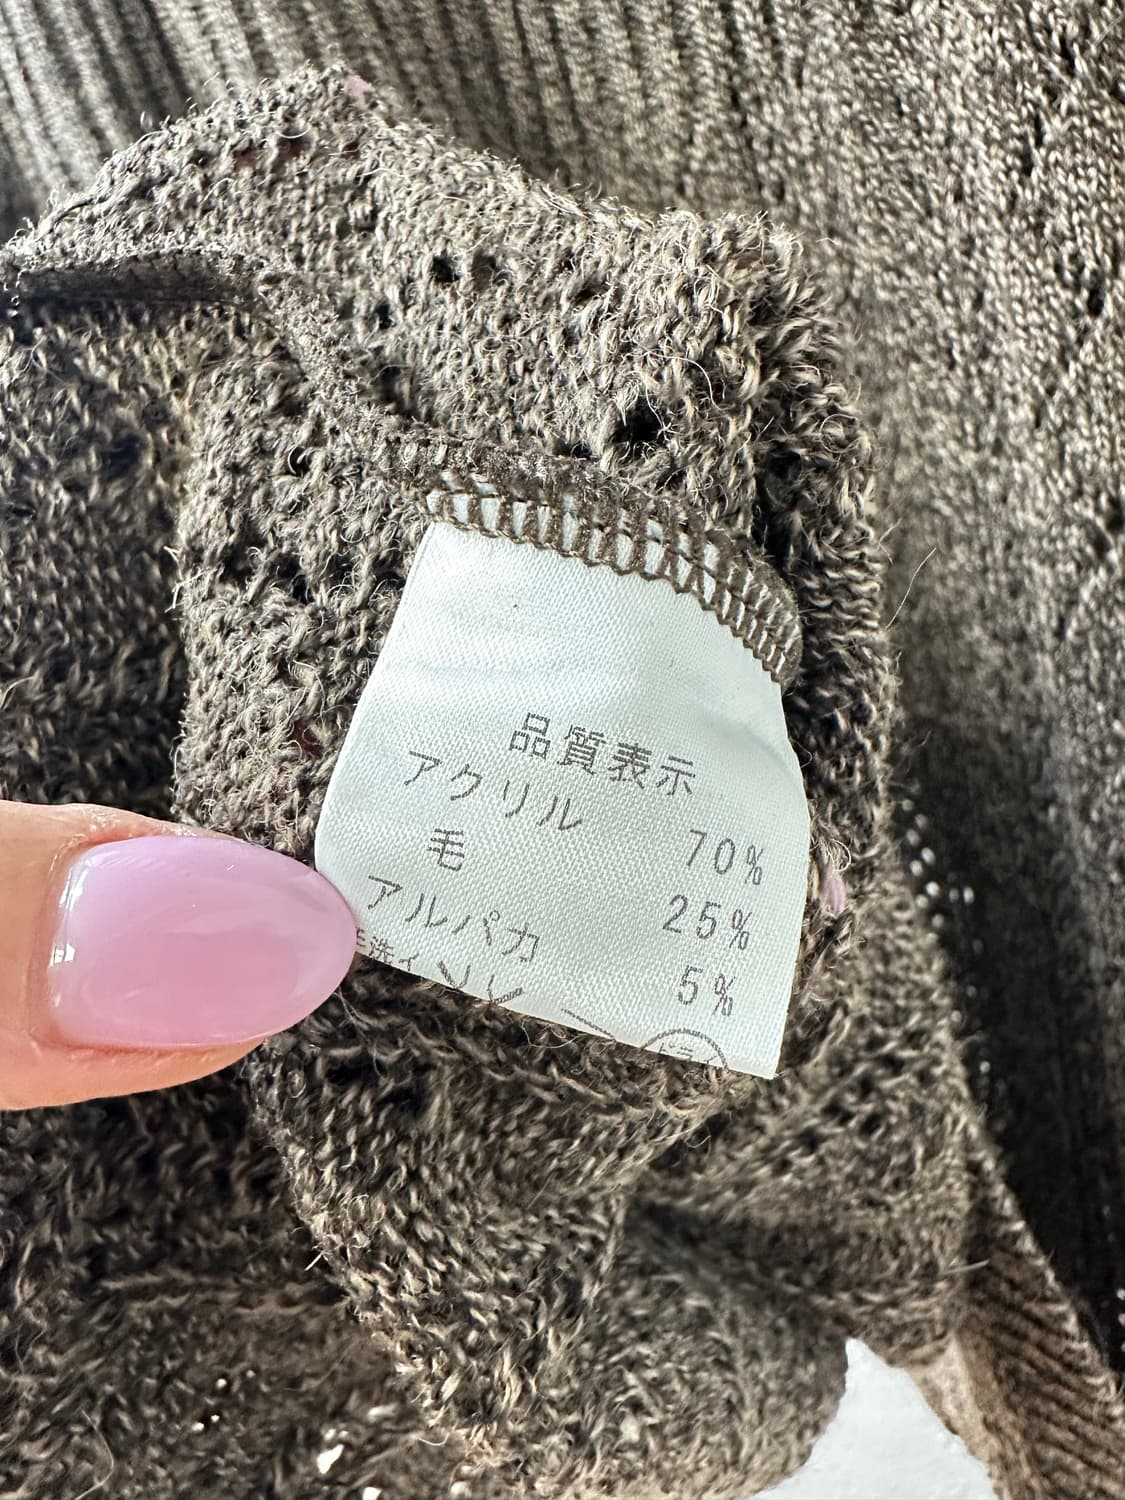 品質表示
アクリル 70%
毛 25%
アルパカ 5%